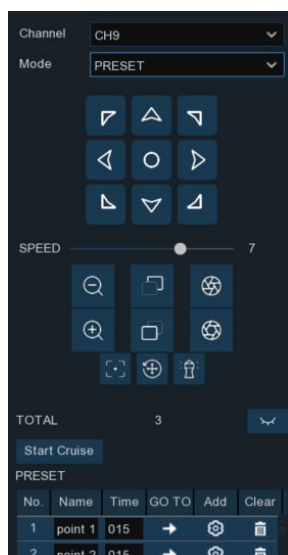 Channel CH9
Mode PRESET
SPEED 7
TOTAL 3
Start Cruise
PRESET
No. Name Time GO TO Add Clear
1 point 1 015
2 point 2 015